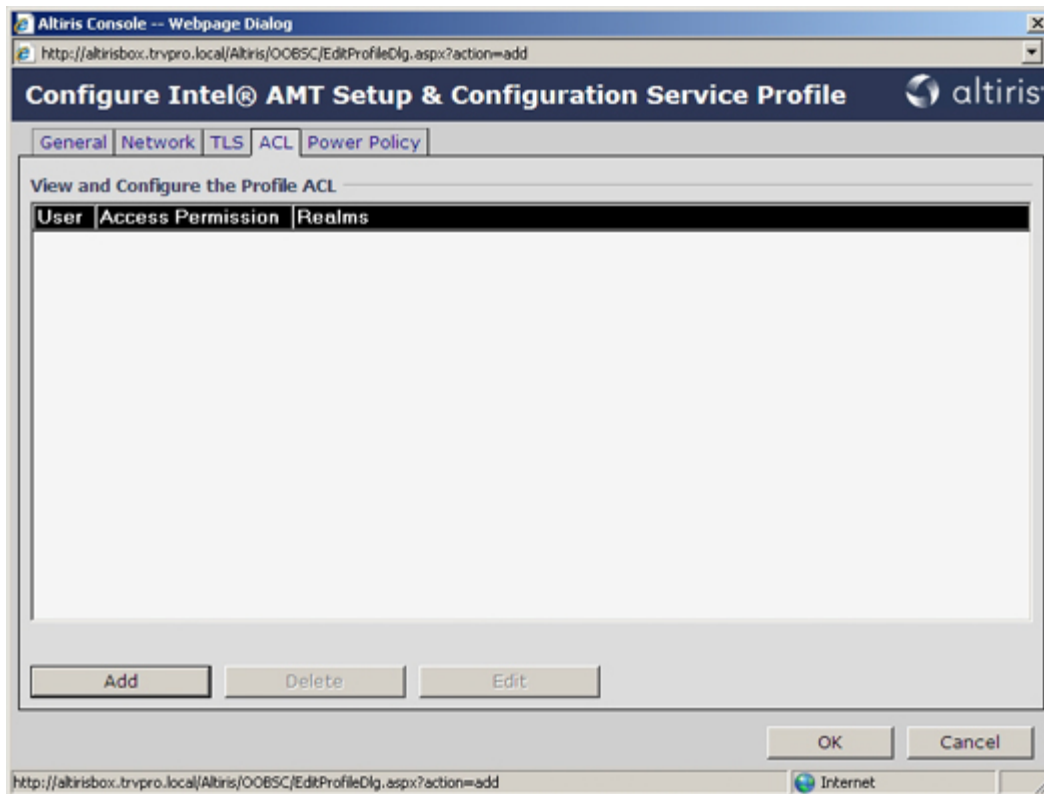 Altiris Console -- Webpage Dialog
http://altirisbox.trvpro.local/Altiris/OOBSC/EditProfileDlg.aspx?action=add
Configure Intel® AMT Setup & Configuration Service Profile altiris
General Network TLS ACL Power Policy
View and Configure the Profile ACL
User Access Permission Realms
Add Delete Edit
OK Cancel
http://altirisbox.trvpro.local/Altiris/OOBSC/EditProfileDlg.aspx?action=add Internet